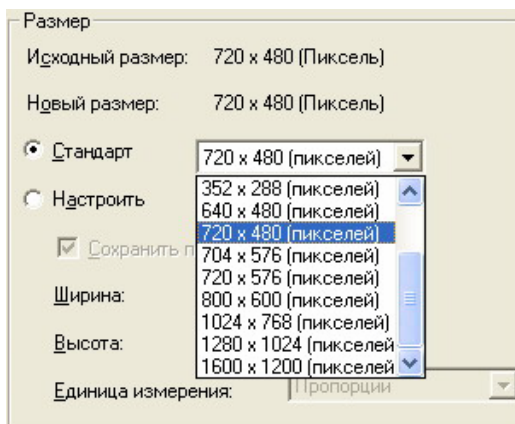 Размер
Исходный размер: 720 x 480 (Пиксель)
Новый размер: 720 x 480 (Пиксель)
Стандарт 720 x 480 (пикселей)
352 x 288 (пикселей)
Настроить 640 x 480 (пикселей)
720 x 480 (пикселей)
Сохранить п 704 x 576 (пикселей)
720 x 576 (пикселей)
Ширина: 800 x 600 (пикселей)
1024 x 768 (пикселей)
Высота: 1280 x 1024 (пикселей
1600 x 1200 (пикселей
Единица измерения: Пропорции